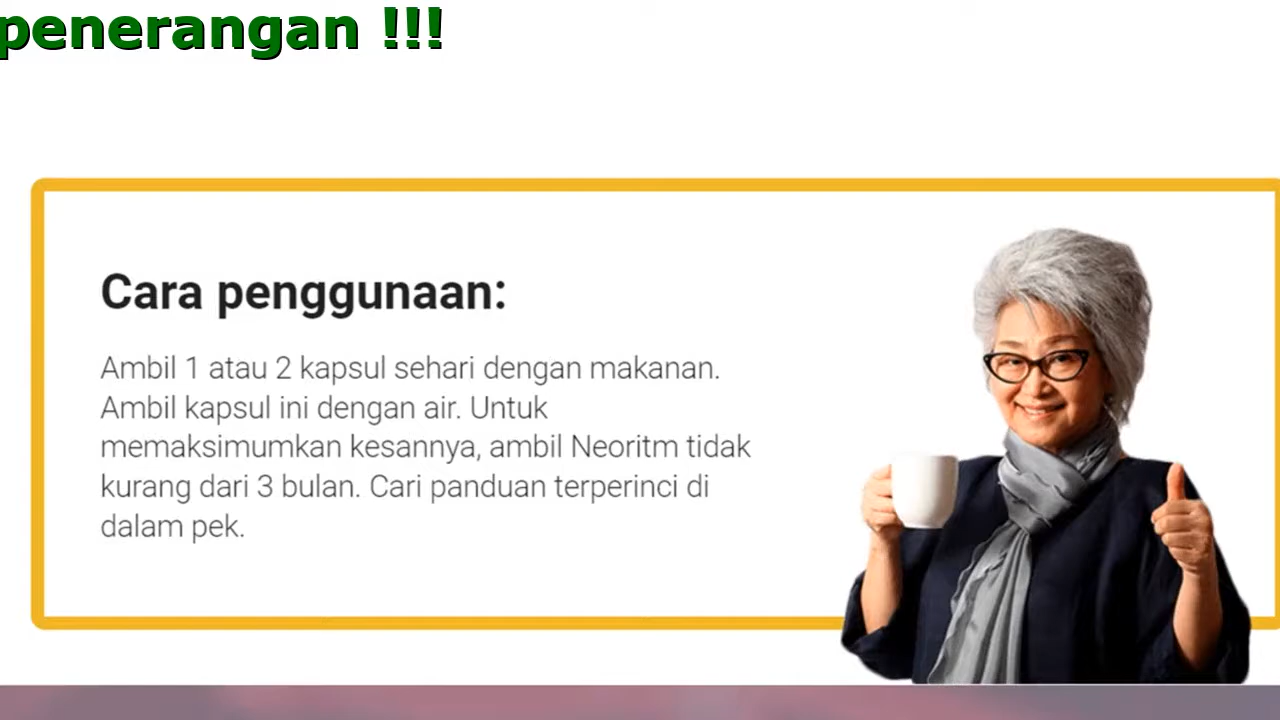 penerangan !!!
Cara penggunaan:
Ambil 1 atau 2 kapsul sehari dengan makanan.
Ambil kapsul ini dengan air. Untuk
memaksimumkan kesannya, ambil Neoritm tidak
kurang dari 3 bulan. Cari panduan terperinci di
dalam pek.